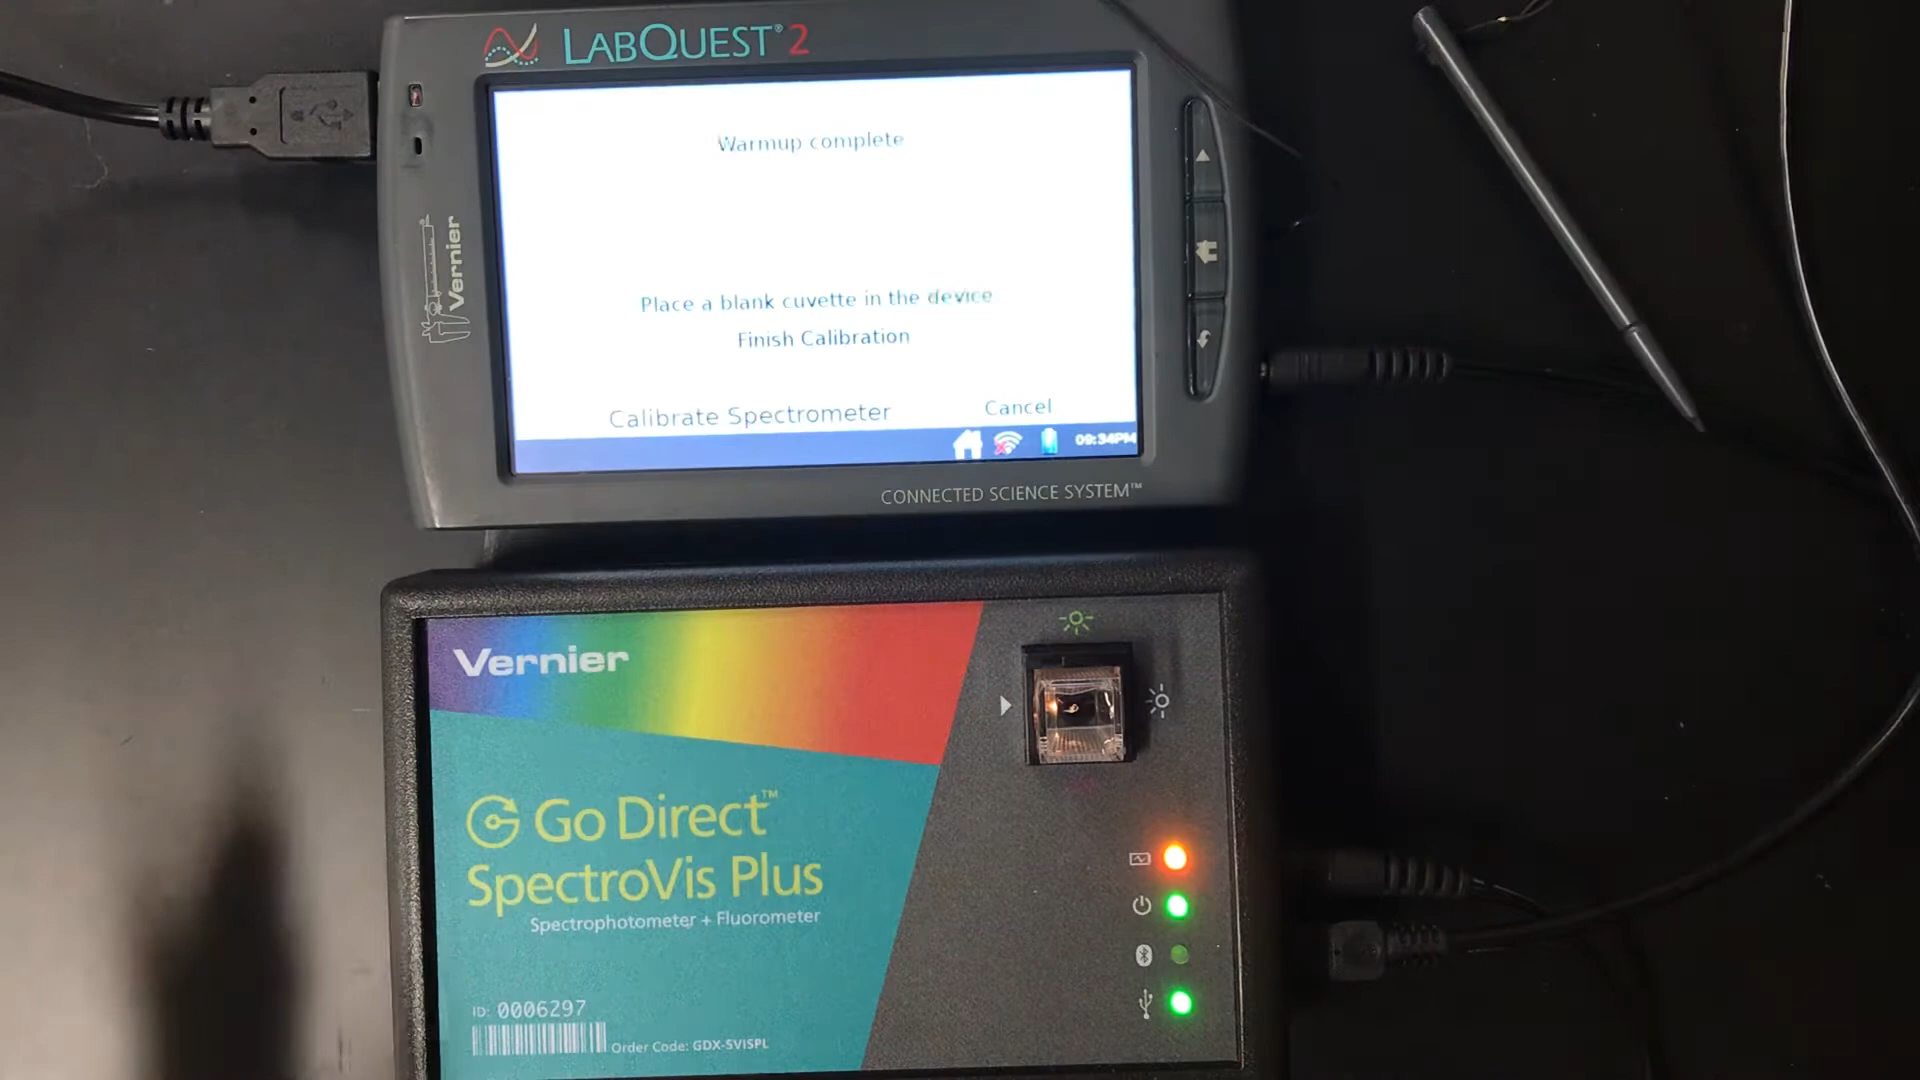 LABQUEST® 2
Vernier
Warmup complete
Place a blank cuvette in the device
Finish Calibration
Calibrate Spectrometer
Cancel
09:34PM
CONNECTED SCIENCE SYSTEM™
Vernier
Go Direct™
SpectroVis Plus
Spectrophotometer + Fluorometer
ID: 0006297
Order Code: GDX-SVISPL